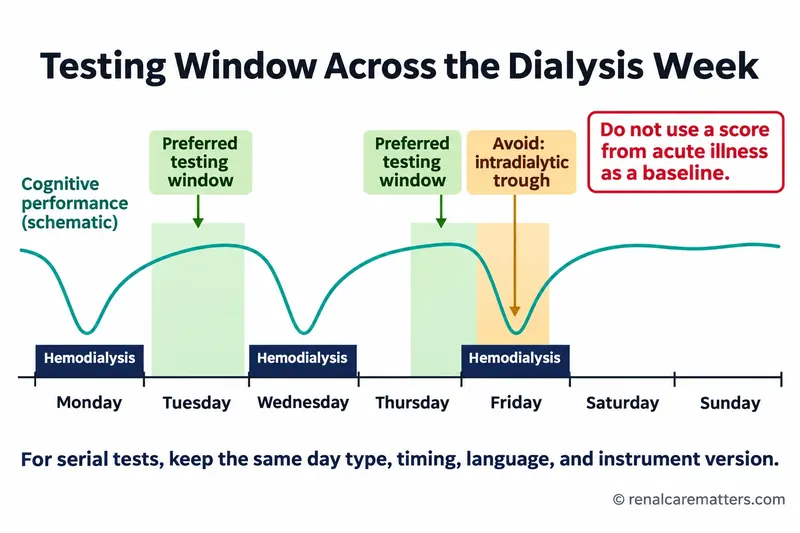 Testing Window Across the Dialysis Week
Preferred
testing
window
Preferred
testing
window
Avoid:
intradialytic
trough
Do not use a score
from acute illness
as a baseline.
Cognitive
performance
(schematic)
Hemodialysis
Hemodialysis
Hemodialysis
Monday
Tuesday
Wednesday
Thursday
Friday
Saturday
Sunday
For serial tests, keep the same day type, timing, language, and instrument version.
© renalcarematters.com